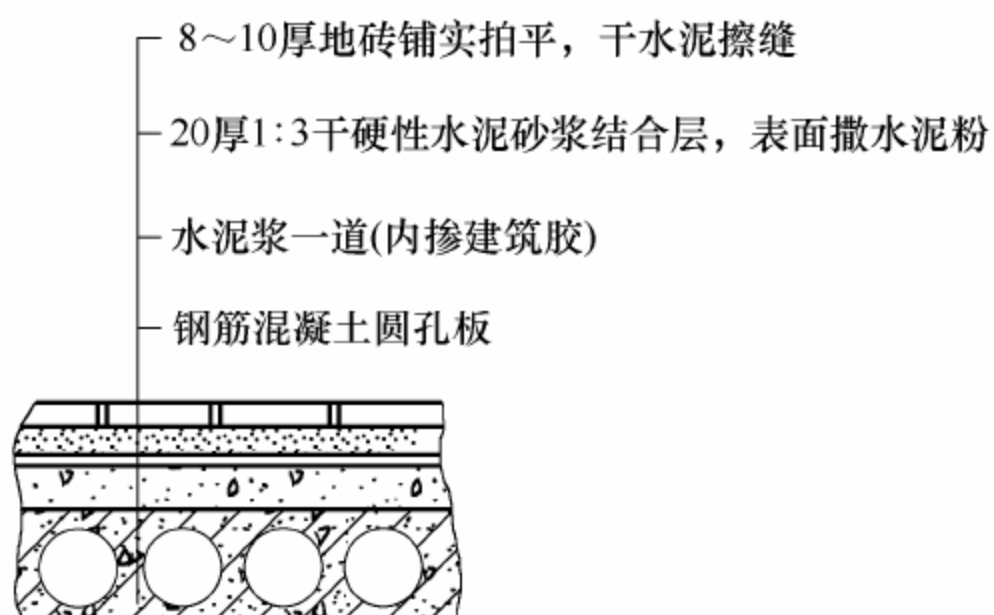 8～10厚地砖铺实拍平，干水泥擦缝
20厚1:3干硬性水泥砂浆结合层，表面撒水泥粉
水泥浆一道(内掺建筑胶)
钢筋混凝土圆孔板